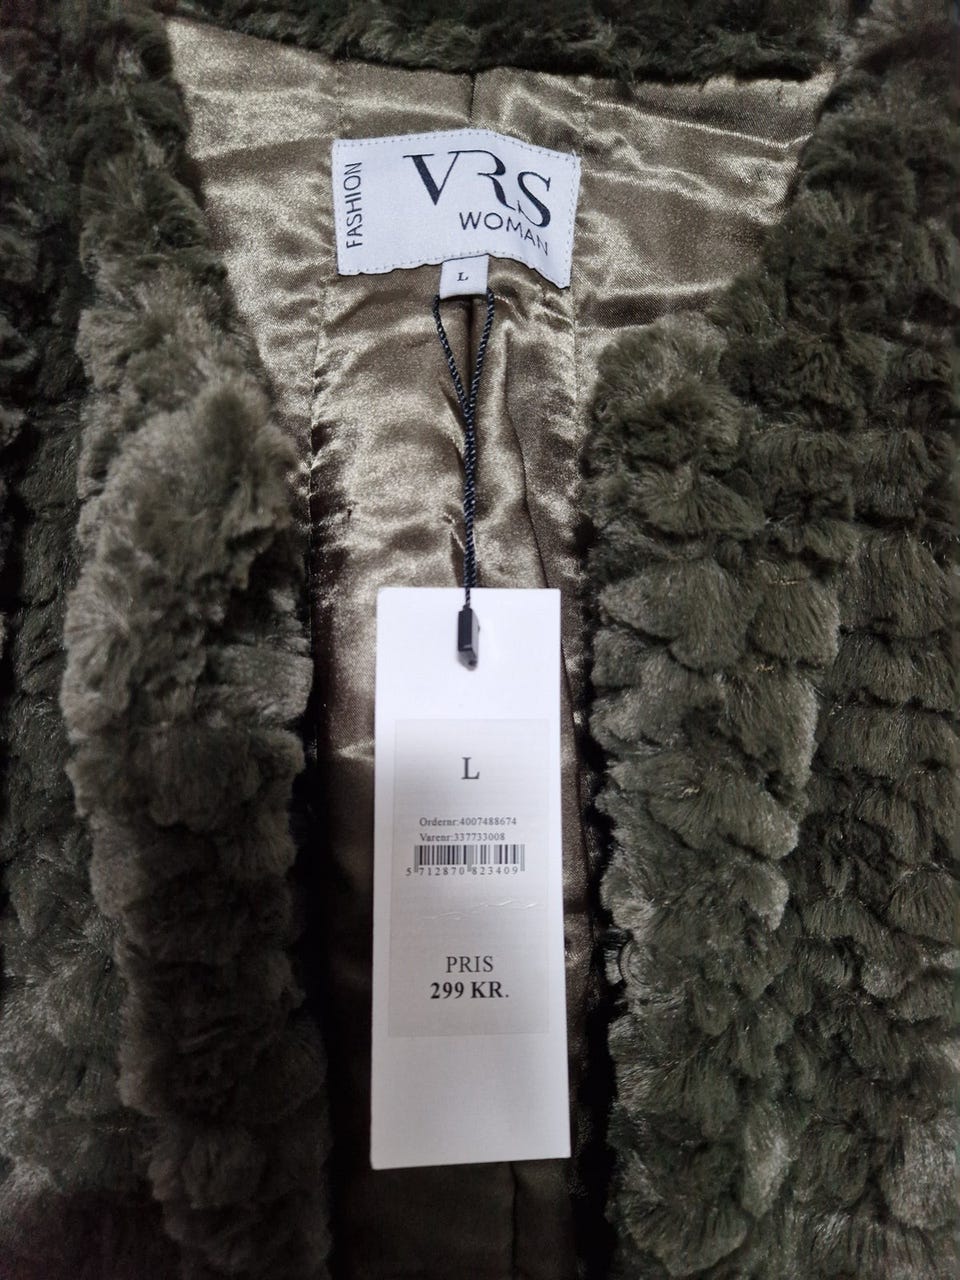 FASHION
VRS
WOMAN
L
L
Ordernr:4007488674
Varenr:337733008
5 712870 823409
PRIS
299 KR.